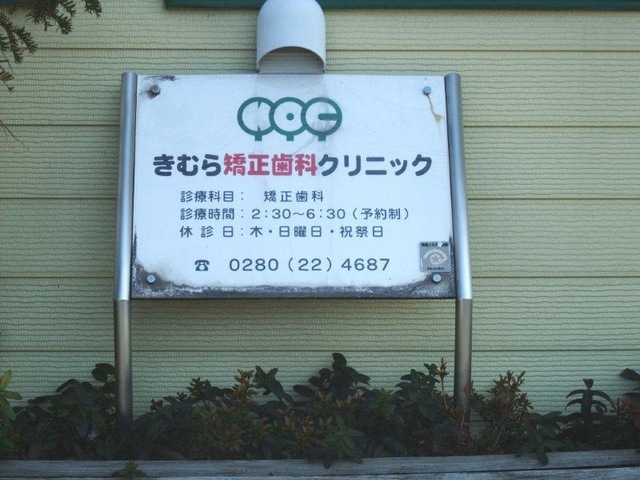 きむら矯正歯科クリニック
診療科目： 矯正歯科
診療時間：2:30〜6:30（予約制）
休診日：木・日曜日・祝祭日
☎ 0280（22）4687